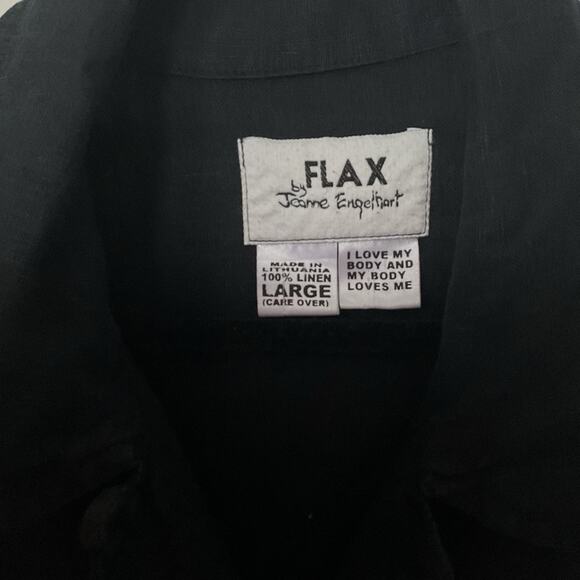 FLAX
by
Jeanne Engelhart
MADE IN
LITHUANIA
100% LINEN
LARGE
(CARE OVER)
I LOVE MY
BODY AND
MY BODY
LOVES ME